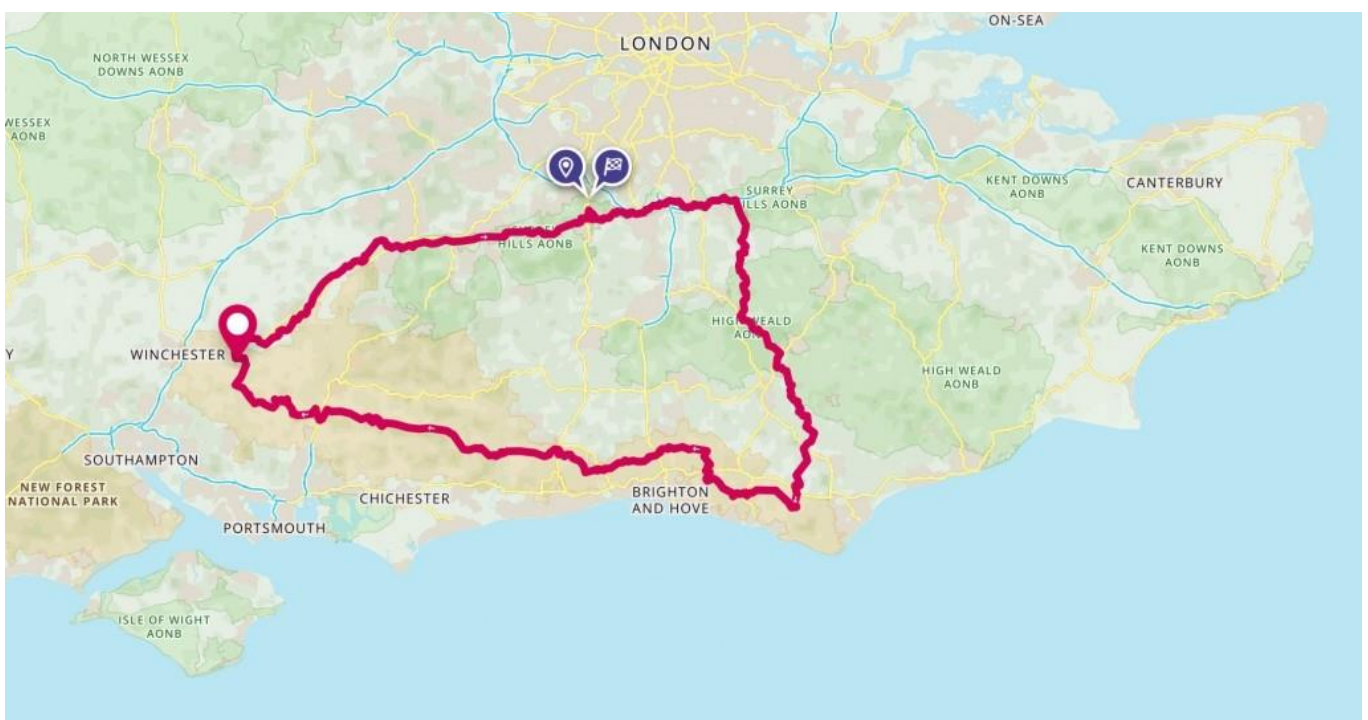 ON-SEA
LONDON
NORTH WESSEX
DOWNS AONB
WESSEX
AONB
SURREY
HILLS AONB
KENT DOWNS
AONB
CANTERBURY
HILLS AONB
KENT DOWNS
AONB
HIGH WEALD
WINCHESTER
Y
HIGH WEALD
AONB
SOUTHAMPTON
NEW FOREST
NATIONAL PARK
CHICHESTER
BRIGHTON
AND HOVE
PORTSMOUTH
ISLE OF WIGHT
AONB